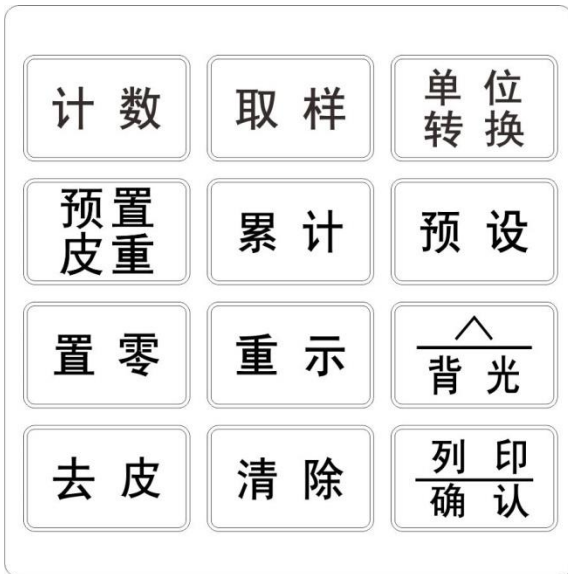 计数
取样
单位
转换
预置
皮重
累计
预设
置零
重示
背光
去皮
清除
列印
确认